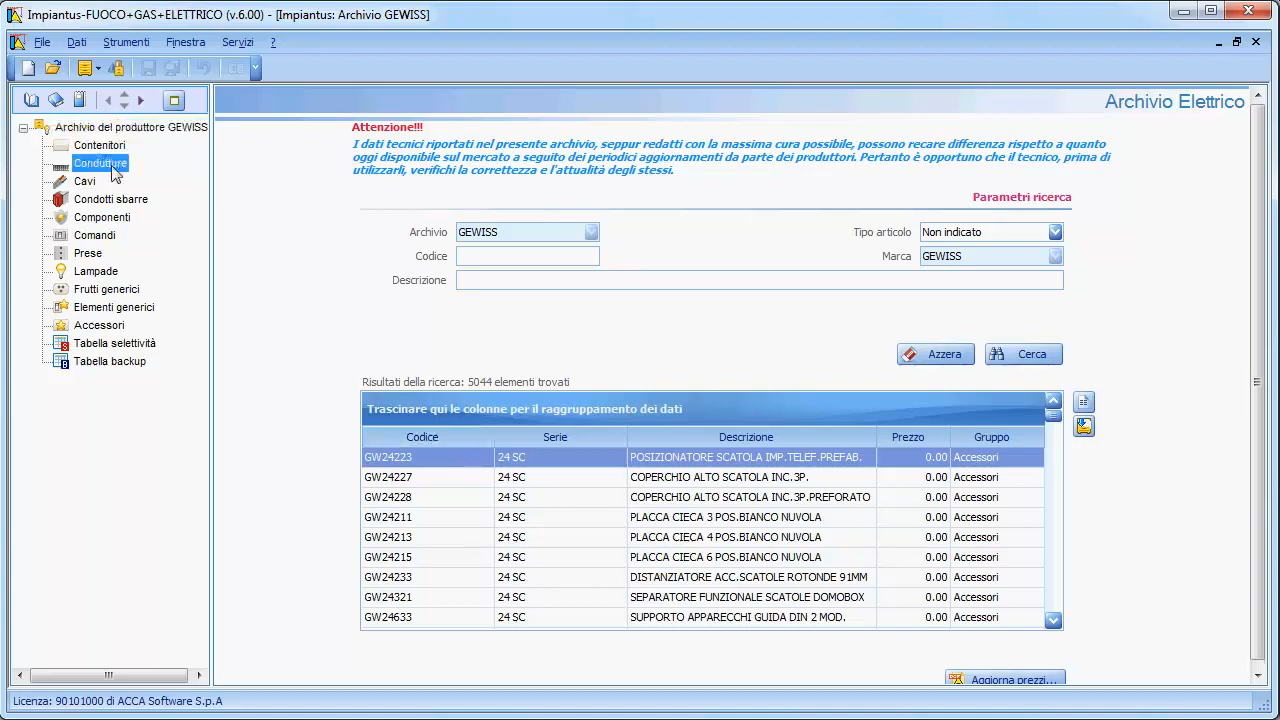 Impiantus-FUOCO+GAS+ELETTRICO (v.6.00) - [Impiantus: Archivio GEWISS]
File Dati Strumenti Finestra Servizi ?
Archivio del produttore GEWISS
Contenitori
Condutture
Cavi
Condotti sbarre
Componenti
Comandi
Prese
Lampade
Frutti generici
Elementi generici
Accessori
Tabella selettività
Tabella backup
Archivio Elettrico
Attenzione!!!
I dati tecnici riportati nel presente archivio, seppur redatti con la massima cura possibile, possono recare differenza rispetto a quanto
oggi disponibile sul mercato a seguito dei periodici aggiornamenti da parte dei produttori. Pertanto è opportuno che il tecnico, prima di
utilizzarli, verifichi la correttezza e l'attualità degli stessi.
Parametri ricerca
Archivio GEWISS Tipo articolo Non indicato
Codice Marca GEWISS
Descrizione
Azzera Cerca
Risultati della ricerca: 5044 elementi trovati
Trascinare qui le colonne per il raggruppamento dei dati
Codice Serie Descrizione Prezzo Gruppo
GW24223 24 SC POSIZIONATORE SCATOLA IMP.TELEF.PREFAB. 0.00 Accessori
GW24227 24 SC COPERCHIO ALTO SCATOLA INC.3P. 0.00 Accessori
GW24228 24 SC COPERCHIO ALTO SCATOLA INC.3P.PREFORATO 0.00 Accessori
GW24211 24 SC PLACCA CIECA 3 POS.BIANCO NUVOLA 0.00 Accessori
GW24213 24 SC PLACCA CIECA 4 POS.BIANCO NUVOLA 0.00 Accessori
GW24215 24 SC PLACCA CIECA 6 POS.BIANCO NUVOLA 0.00 Accessori
GW24233 24 SC DISTANZIATORE ACC.SCATOLE ROTONDE 91MM 0.00 Accessori
GW24321 24 SC SEPARATORE FUNZIONALE SCATOLE DOMOBOX 0.00 Accessori
GW24633 24 SC SUPPORTO APPARECCHI GUIDA DIN 2 MOD. 0.00 Accessori
Aggiorna prezzi...
Licenza: 90101000 di ACCA Software S.p.A